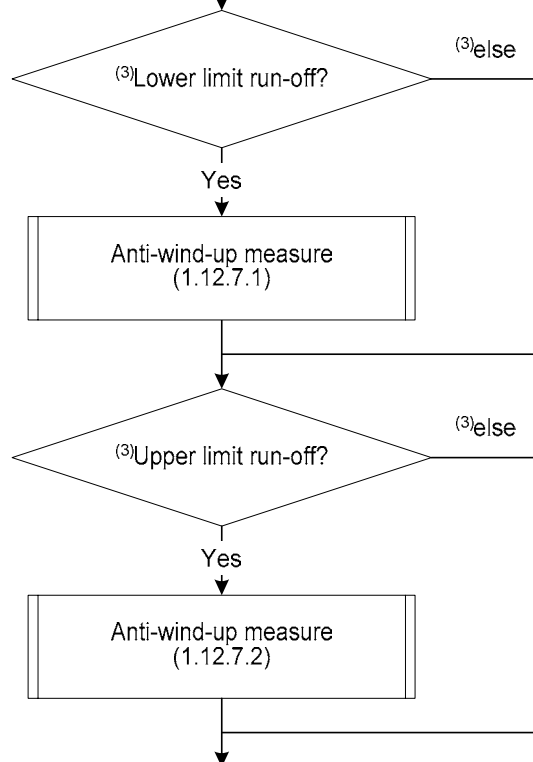 (3)Lower limit run-off?
(3)else
Yes
Anti-wind-up measure
(1.12.7.1)
(3)Upper limit run-off?
(3)else
Yes
Anti-wind-up measure
(1.12.7.2)